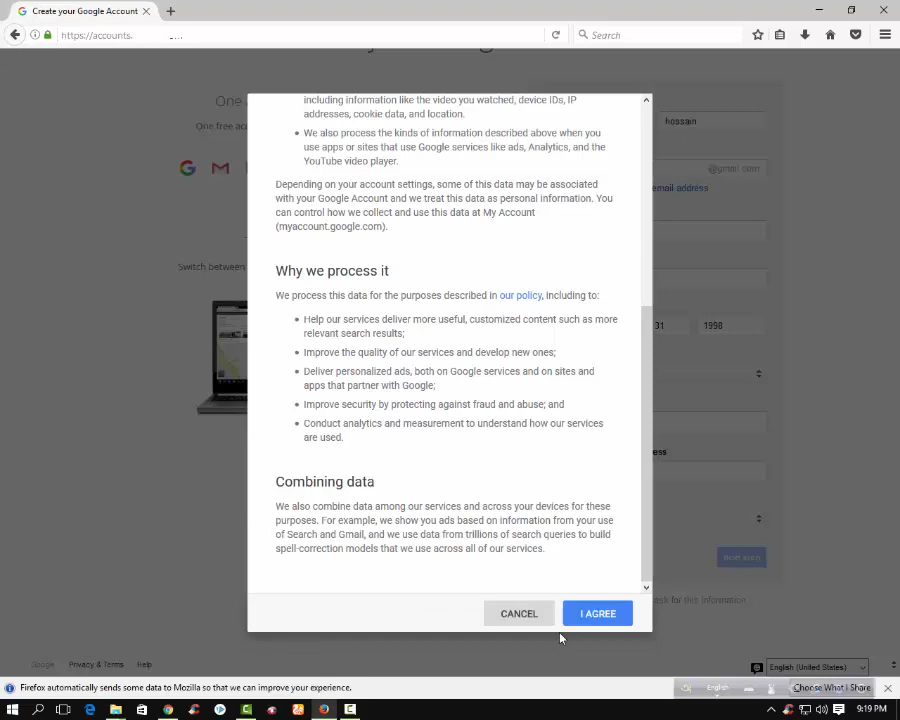 Create your Google Account
https://accounts.
Search
including information like the video you watched, device IDs, IP
addresses, cookie data, and location.
We also process the kinds of information described above when you
use apps or sites that use Google services like ads, Analytics, and the
YouTube video player.
Depending on your account settings, some of this data may be associated
with your Google Account and we treat this data as personal information. You
can control how we collect and use this data at My Account
(myaccount.google.com).
Why we process it
We process this data for the purposes described in our policy, including to:
Help our services deliver more useful, customized content such as more
relevant search results;
Improve the quality of our services and develop new ones;
Deliver personalized ads, both on Google services and on sites and
apps that partner with Google;
Improve security by protecting against fraud and abuse; and
Conduct analytics and measurement to understand how our services
are used.
Combining data
We also combine data among our services and across your devices for these
purposes. For example, we show you ads based on information from your use
of Search and Gmail, and we use data from trillions of search queries to build
spell-correction models that we use across all of our services.
CANCEL
I AGREE
One
One free
Switch between
hossain
@gmail.com
email address
31
1998
ess
Next step
ask for this information
Google
Privacy & Terms
Help
English (United States)
Firefox automatically sends some data to Mozilla so that we can improve your experience.
English
Choose What I Share
9:19 PM